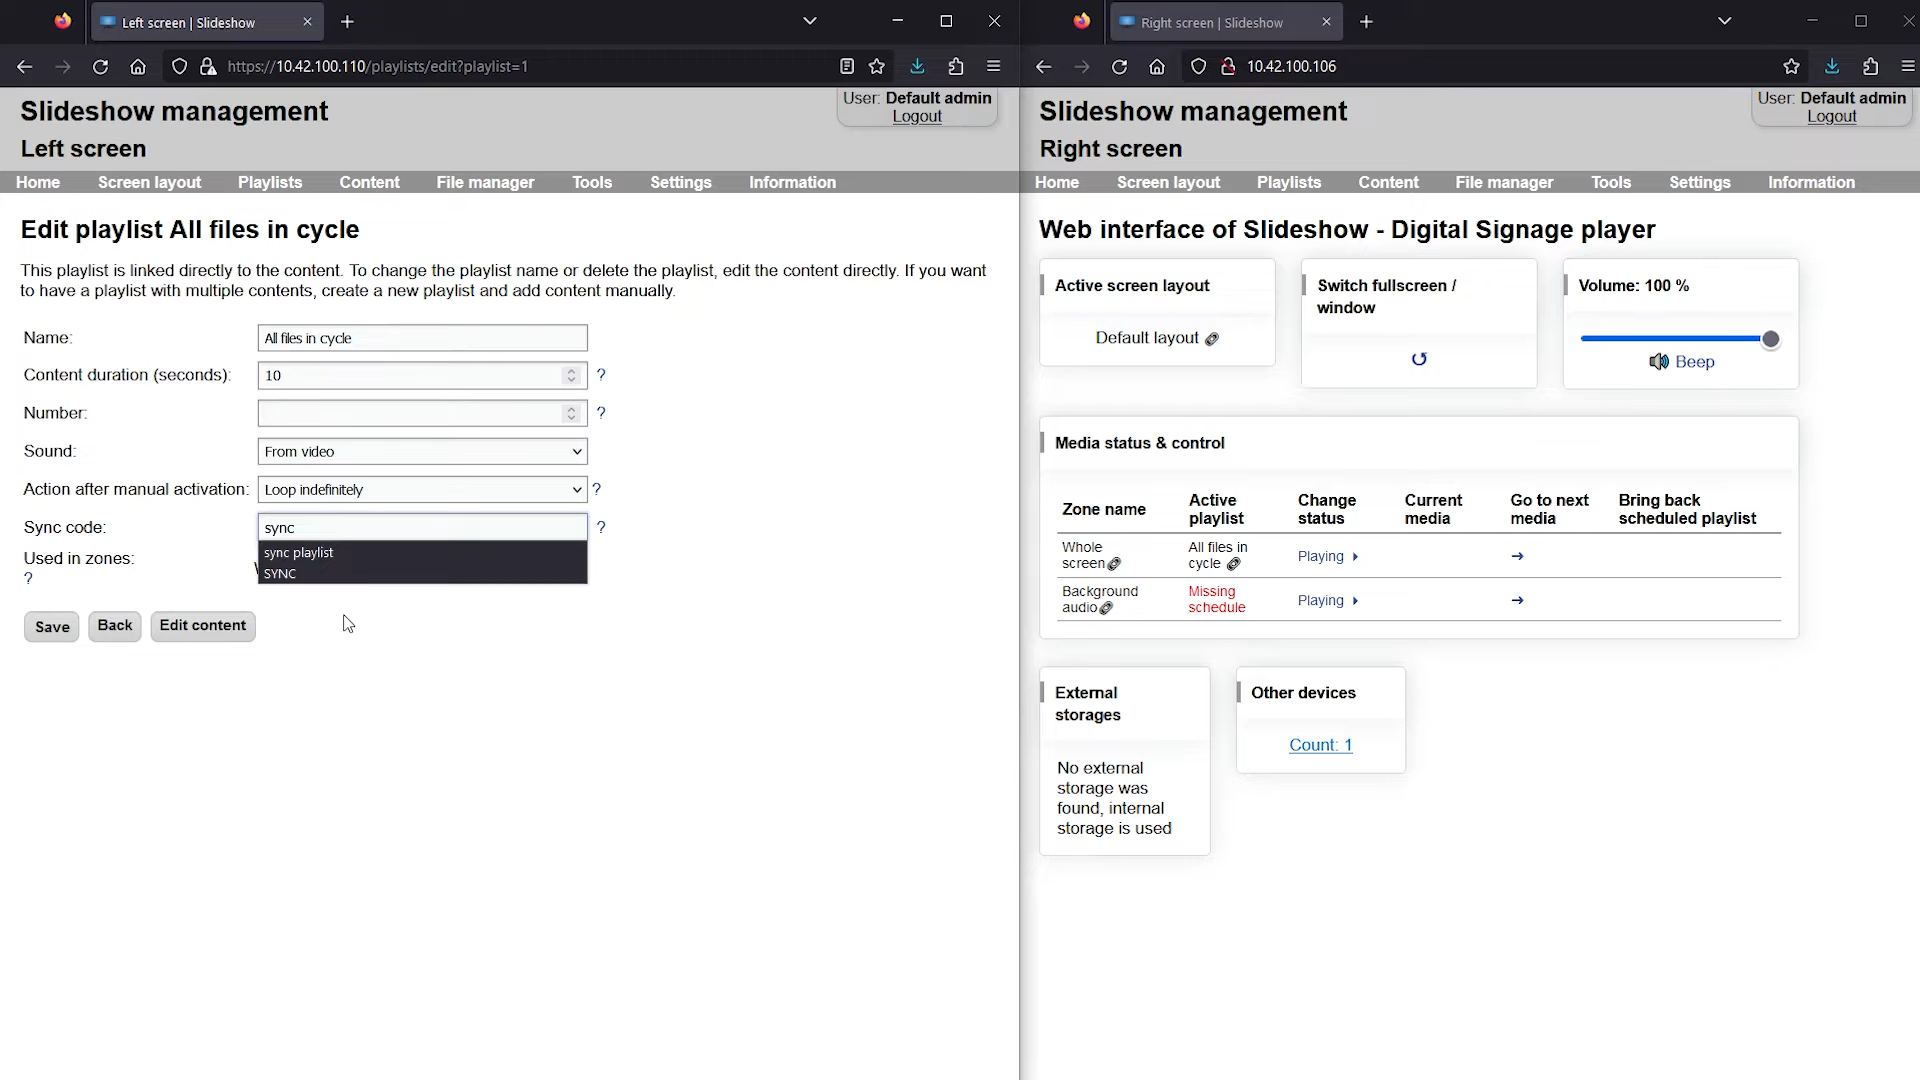 Left screen | Slideshow
https://10.42.100.110/playlists/edit?playlist=1
Slideshow management
User: Default admin
Logout
Left screen
Home Screen layout Playlists Content File manager Tools Settings Information
Edit playlist All files in cycle
This playlist is linked directly to the content. To change the playlist name or delete the playlist, edit the content directly. If you want
to have a playlist with multiple contents, create a new playlist and add content manually.
Name: All files in cycle
Content duration (seconds): 10 ?
Number: ?
Sound: From video
Action after manual activation: Loop indefinitely ?
Sync code: sync ?
sync playlist
SYNC
Used in zones:
?
Save Back Edit content
Right screen | Slideshow
10.42.100.106
Slideshow management
User: Default admin
Logout
Right screen
Home Screen layout Playlists Content File manager Tools Settings Information
Web interface of Slideshow - Digital Signage player
Active screen layout
Default layout
Switch fullscreen /
window
Volume: 100 %
Beep
Media status & control
Zone name Active playlist Change status Current media Go to next media Bring back scheduled playlist
Whole screen All files in cycle Playing
Background audio Missing schedule Playing
External
storages
No external
storage was
found, internal
storage is used
Other devices
Count: 1